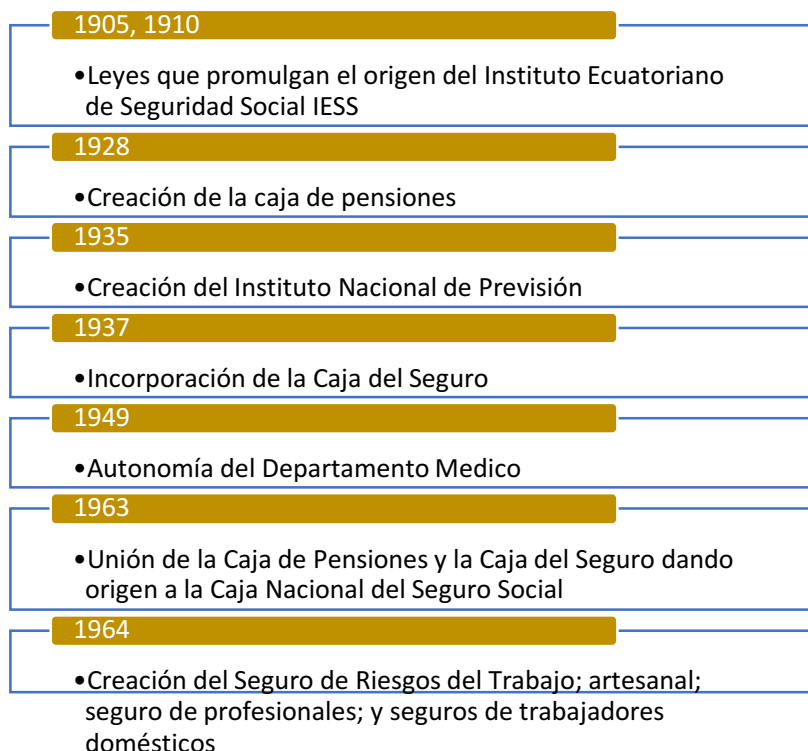 1905, 1910
•Leyes que promulgan el origen del Instituto Ecuatoriano
de Seguridad Social IESS
1928
•Creación de la caja de pensiones
1935
•Creación del Instituto Nacional de Previsión
1937
•Incorporación de la Caja del Seguro
1949
•Autonomía del Departamento Medico
1963
•Unión de la Caja de Pensiones y la Caja del Seguro dando
origen a la Caja Nacional del Seguro Social
1964
•Creación del Seguro de Riesgos del Trabajo; artesanal;
seguro de profesionales; y seguros de trabajadores
domésticos